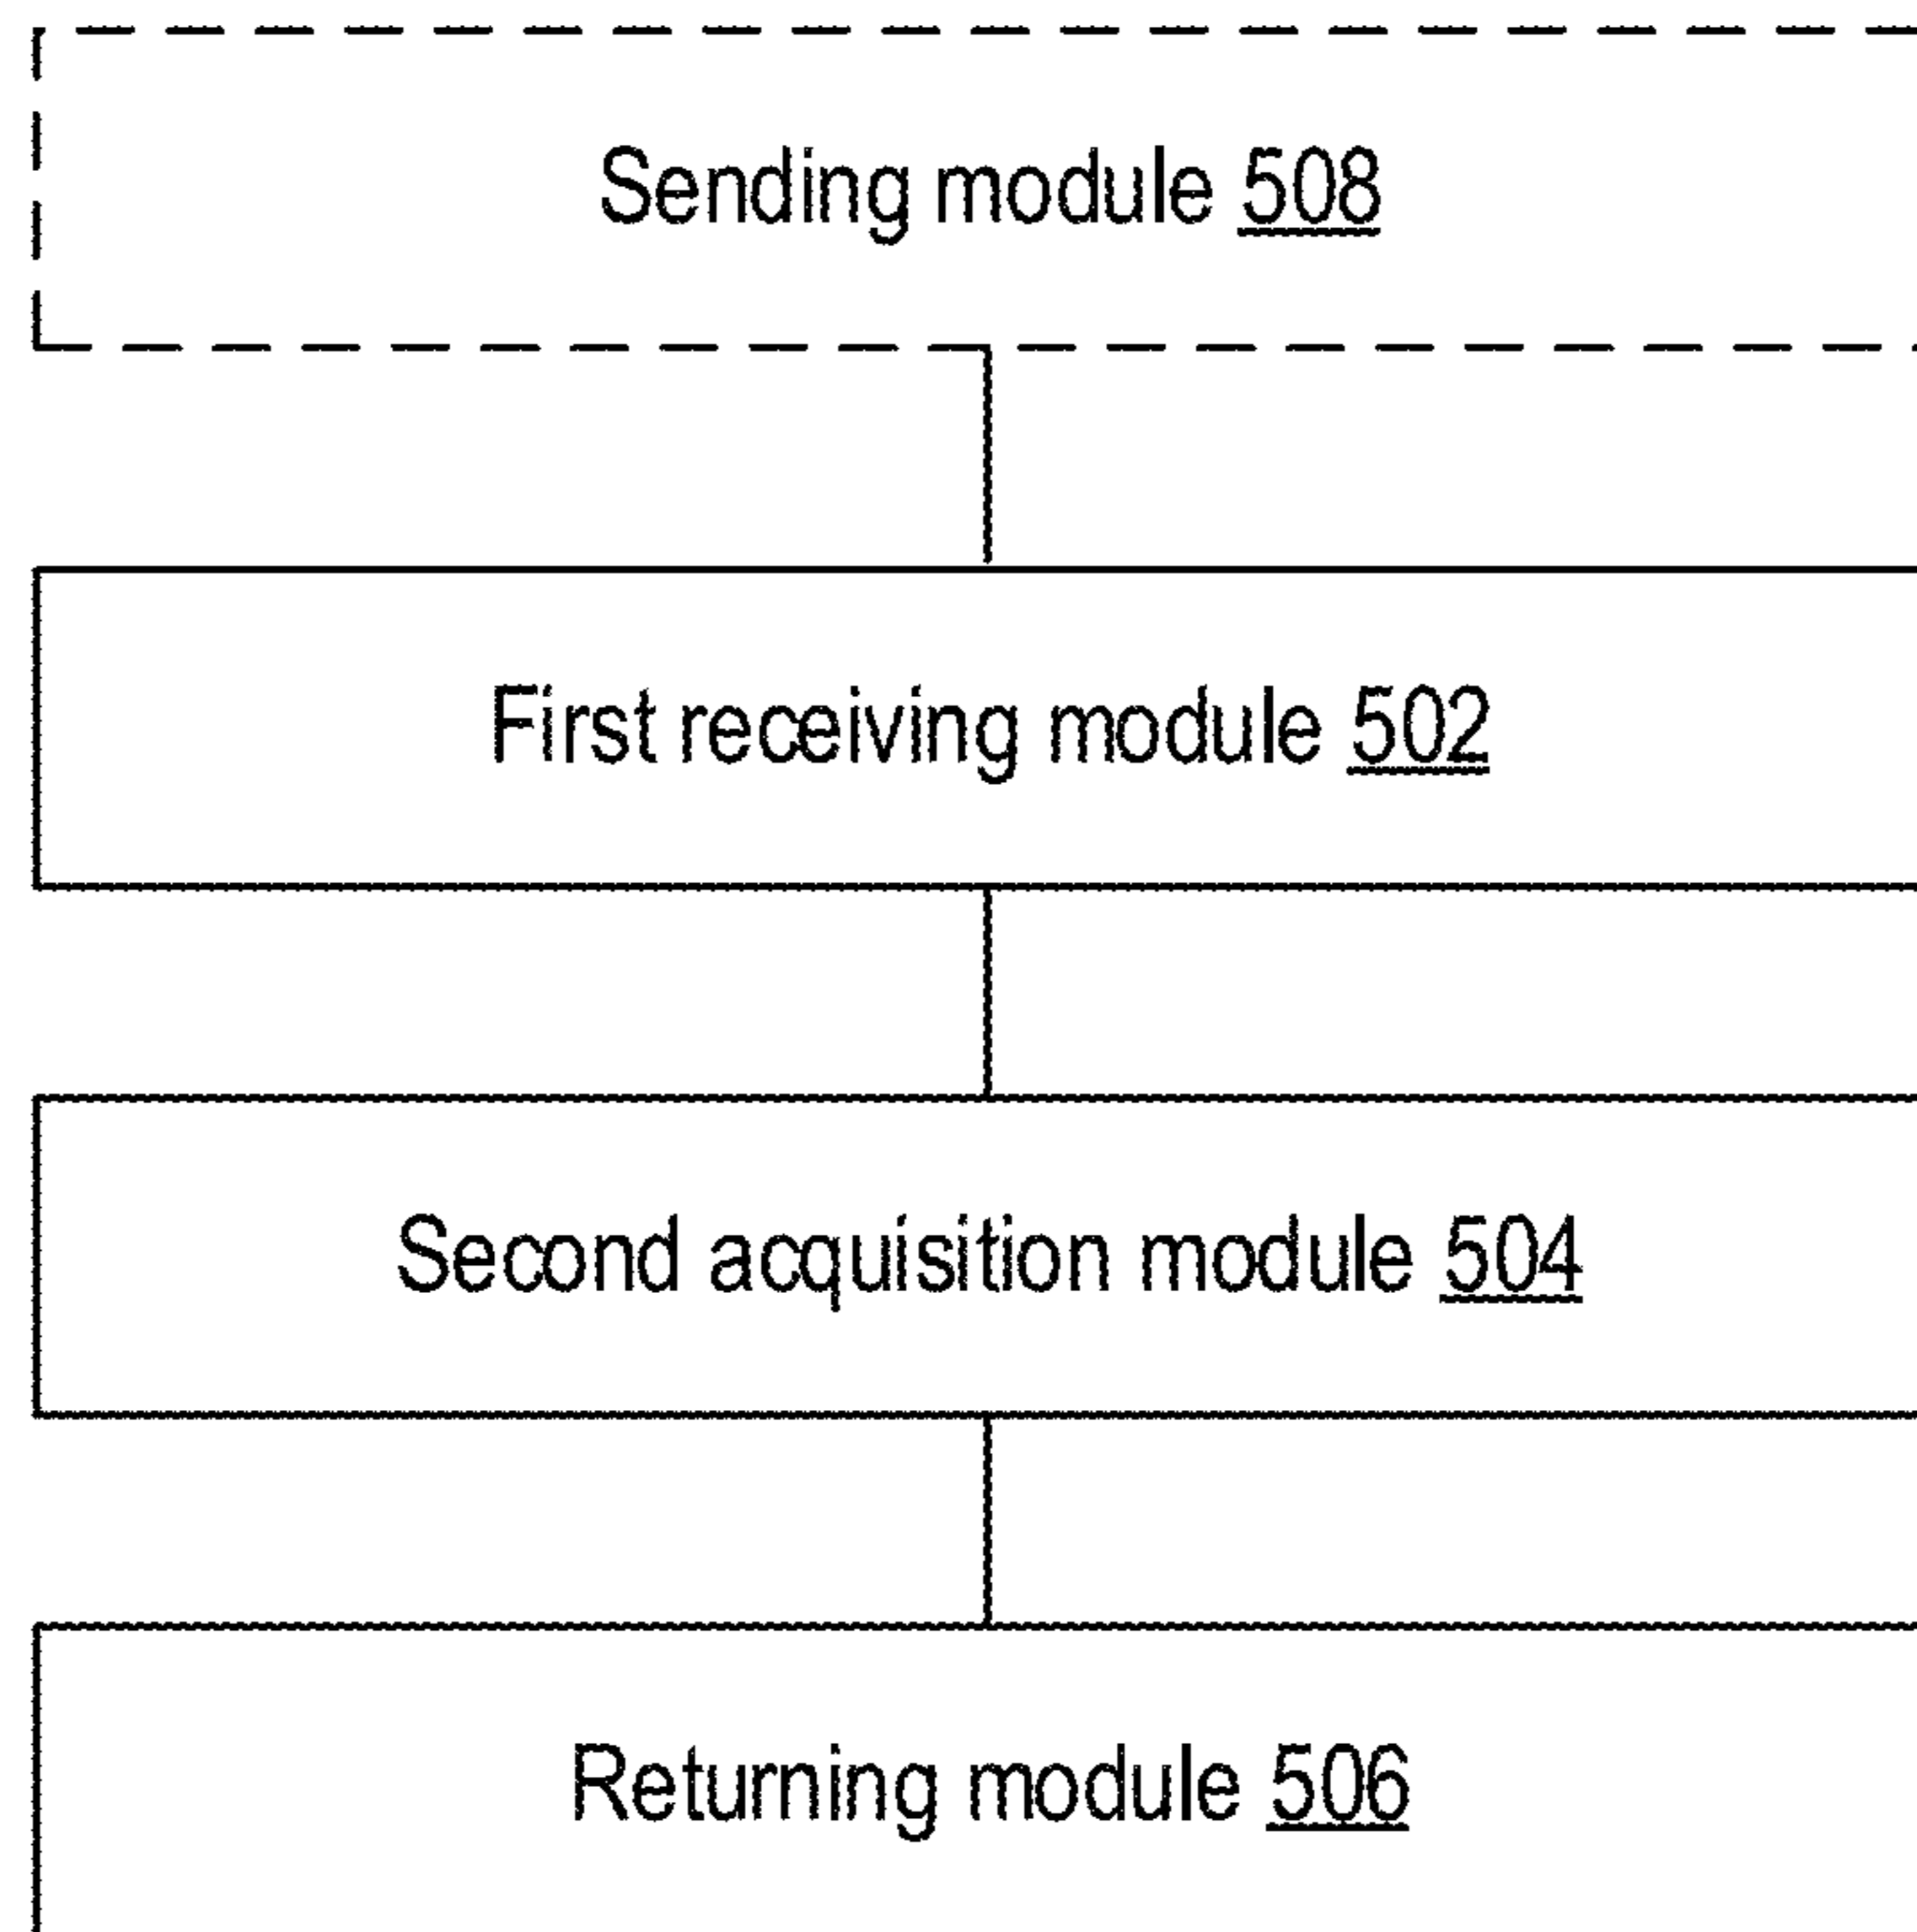 Sending module 508
First receiving module 502
Second acquisition module 504
Returning module 506